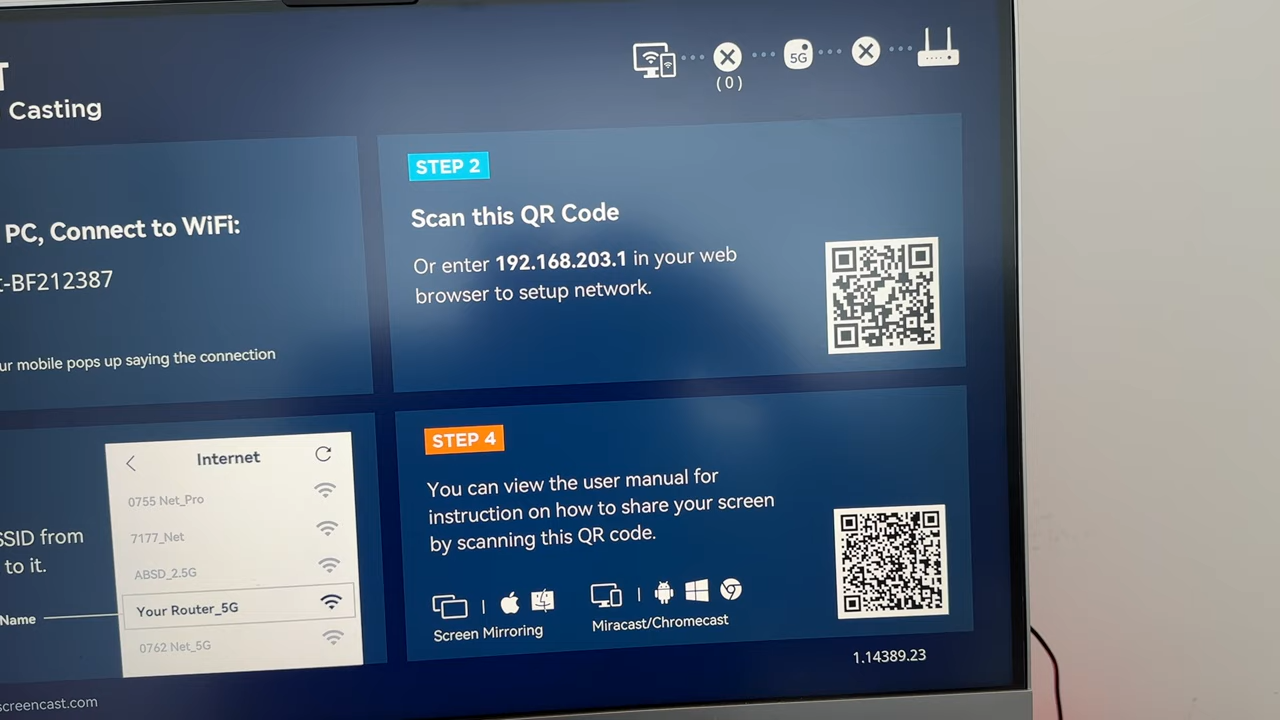 T
Casting
5G
(0)
PC, Connect to WiFi:
-BF212387
ur mobile pops up saying the connection
STEP 2
Scan this QR Code
Or enter 192.168.203.1 in your web
browser to setup network.
SSID from
to it.
Name
Internet
0755 Net_Pro
7177_Net
ABSD_2.5G
Your Router_5G
0762 Net_5G
STEP 4
You can view the user manual for
instruction on how to share your screen
by scanning this QR code.
Screen Mirroring
Miracast/Chromecast
1.14389.23
screencast.com